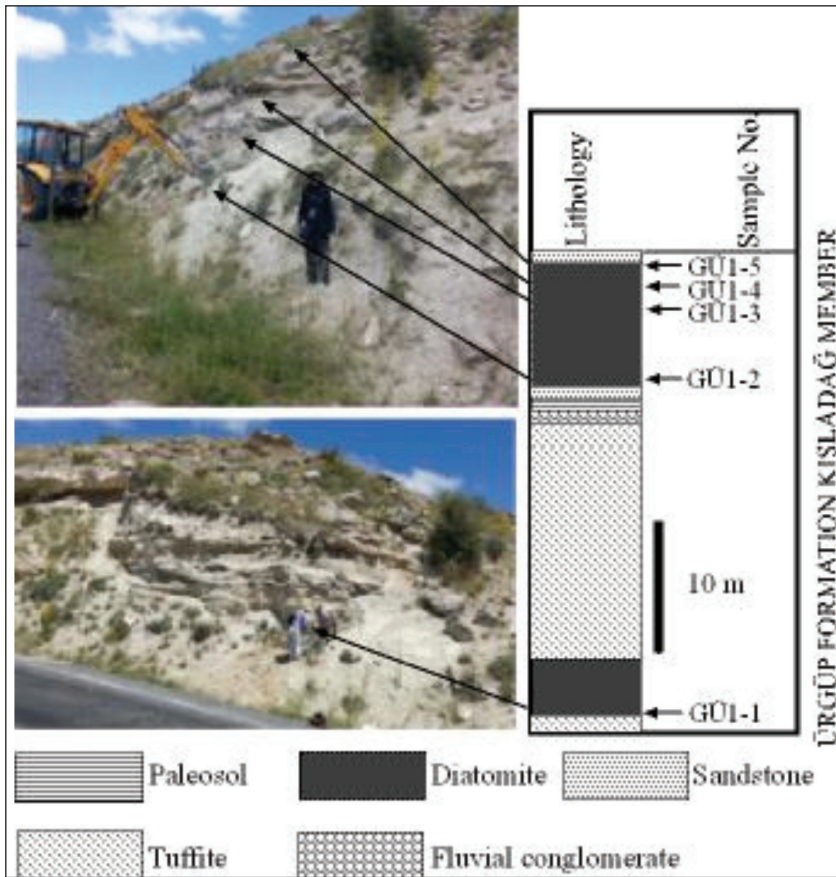 Lithology
Sample No.
GÜ1-5
GÜ1-4
GÜ1-3
GÜ1-2
10 m
GÜ1-1
ÜRGÜP FORMATION KISLADAĞ MEMBER
Paleosol
Diatomite
Sandstone
Tuffite
Fluvial conglomerate